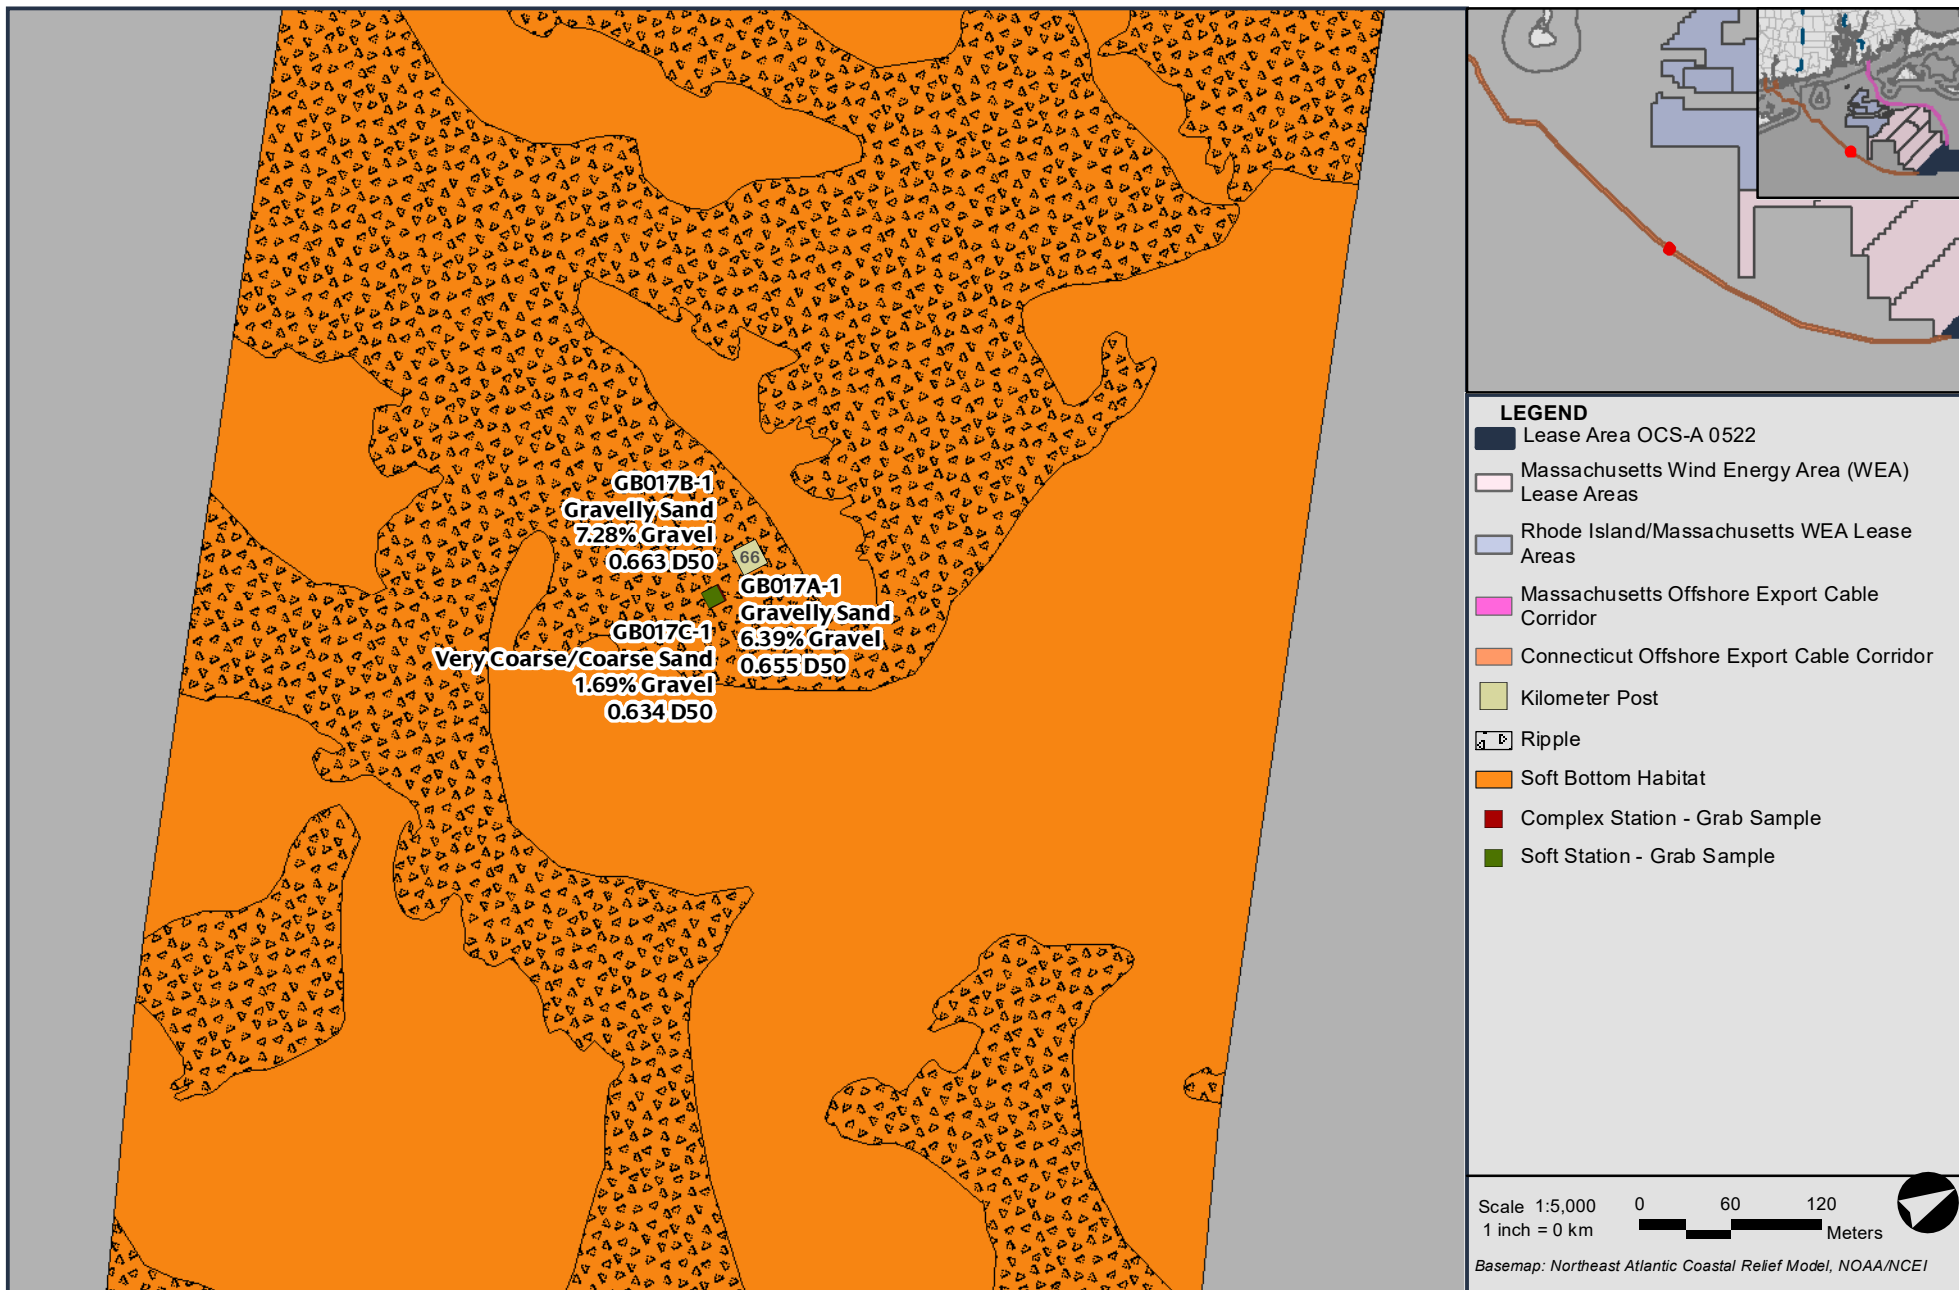 GB017B-1
Gravelly Sand
7.28% Gravel
0.663 D50
66
GB017A-1
Gravelly Sand
6.39% Gravel
0.655 D50
GB017C-1
Very Coarse/Coarse Sand
1.69% Gravel
0.634 D50
LEGEND
Lease Area OCS-A 0522
Massachusetts Wind Energy Area (WEA)
Lease Areas
Rhode Island/Massachusetts WEA Lease
Areas
Massachusetts Offshore Export Cable
Corridor
Connecticut Offshore Export Cable Corridor
Kilometer Post
Ripple
Soft Bottom Habitat
Complex Station - Grab Sample
Soft Station - Grab Sample
Scale 1:5,000
1 inch = 0 km
0 60 120
Meters
Basemap: Northeast Atlantic Coastal Relief Model, NOAA/NCEI